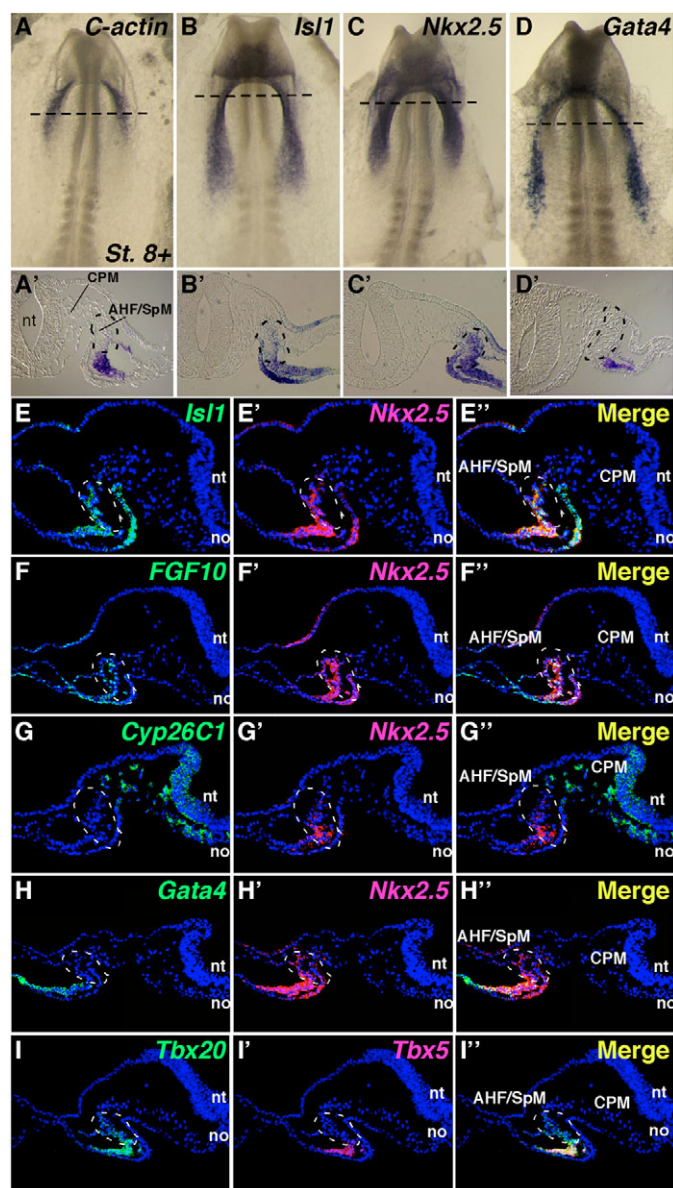 A C-actin B Isl1 C Nkx2.5 D Gata4
St. 8+
A' CPM B' C' D'
AHF/SpM
nt
E Isl1 E' Nkx2.5 E'' Merge
AHF/SpM CPM nt
no no no
nt nt
F FGF10 F' Nkx2.5 F'' Merge
AHF/SpM CPM nt
nt nt
no no no
G Cyp26C1 G' Nkx2.5 G'' Merge
AHF/SpM CPM
nt nt nt
no no no
H Gata4 H' Nkx2.5 H'' Merge
AHF/SpM
CPM
nt nt nt
no no no
I Tbx20 I' Tbx5 I'' Merge
AHF/SpM CPM
nt nt nt
no no no